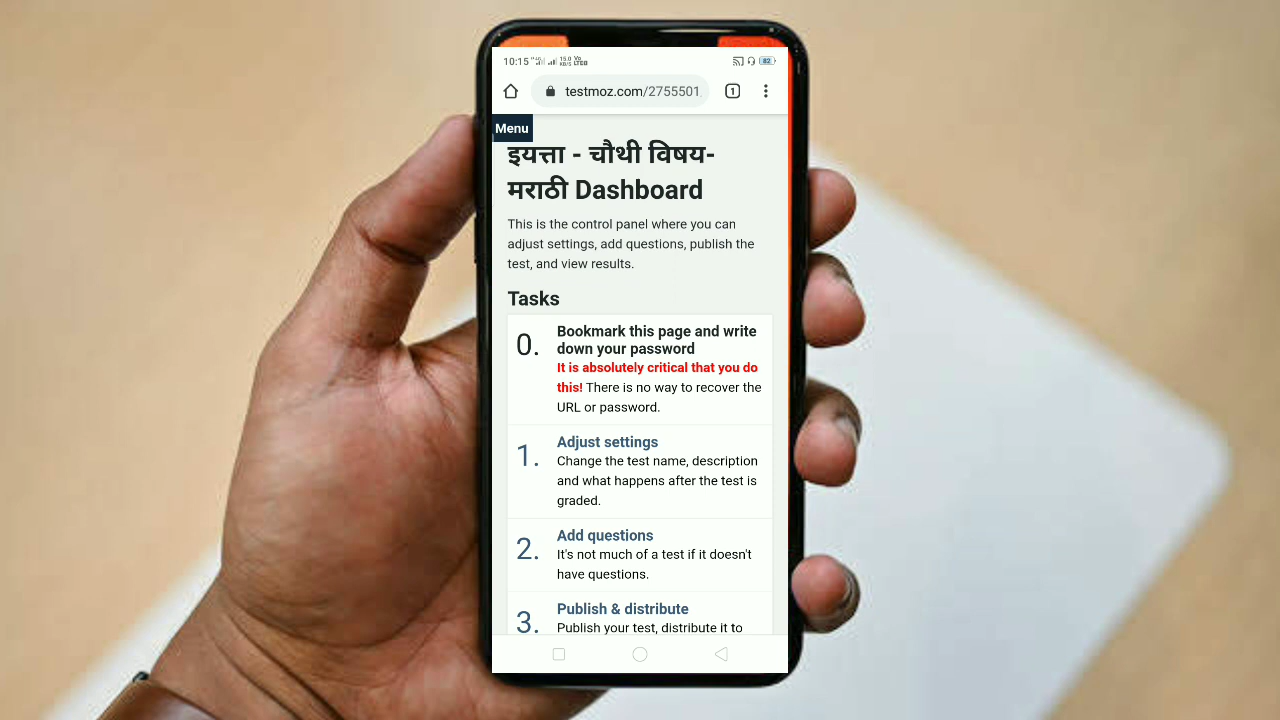 10:15
82
testmoz.com/2755501
1
Menu
इयत्ता - चौथी विषय-
मराठी Dashboard
This is the control panel where you can
adjust settings, add questions, publish the
test, and view results.
Tasks
0.
Bookmark this page and write
down your password
It is absolutely critical that you do
this! There is no way to recover the
URL or password.
1.
Adjust settings
Change the test name, description
and what happens after the test is
graded.
2.
Add questions
It's not much of a test if it doesn't
have questions.
3.
Publish & distribute
Publish your test, distribute it to